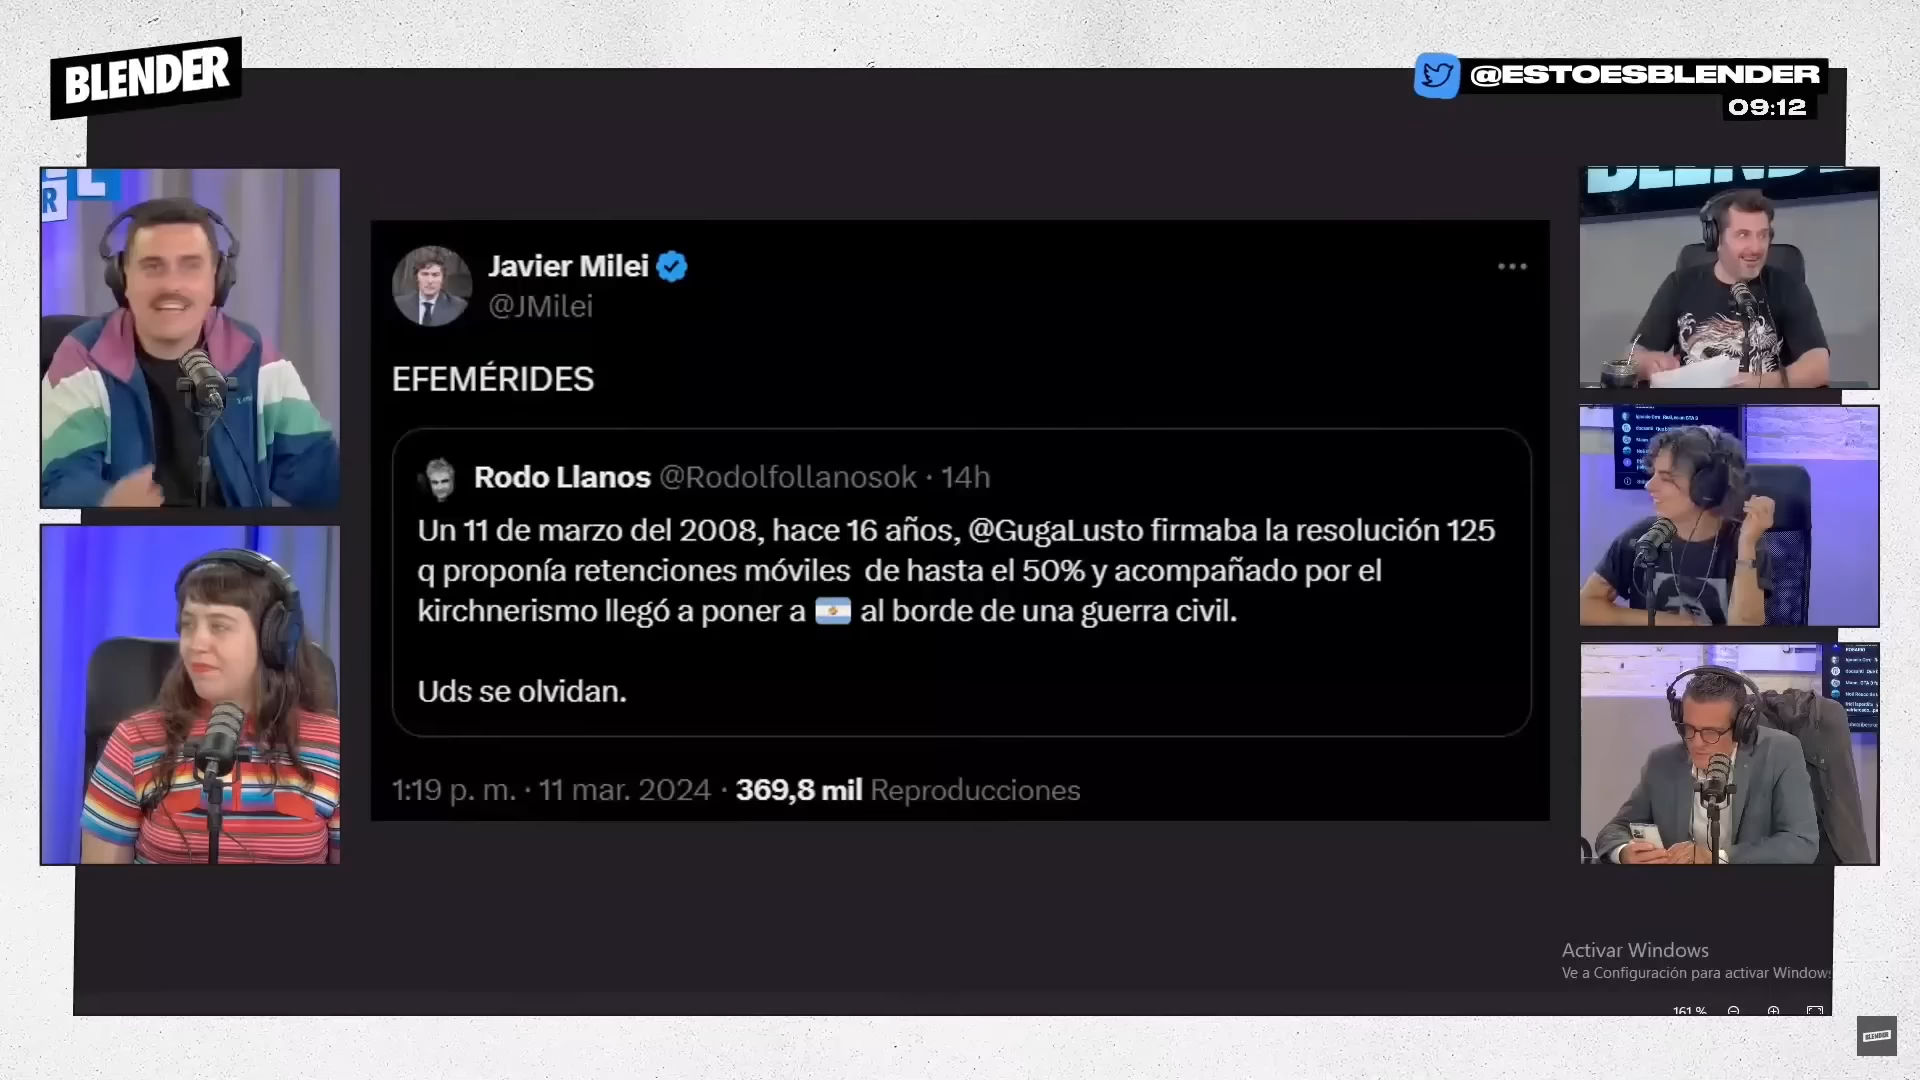 BLENDER
@ESTOESBLENDER
09:12
Javier Milei
@JMilei
EFEMÉRIDES
Rodo Llanos @Rodolfollanosok · 14h
Un 11 de marzo del 2008, hace 16 años, @GugaLusto firmaba la resolución 125
q proponía retenciones móviles de hasta el 50% y acompañado por el
kirchnerismo llegó a poner a 🇦🇷 al borde de una guerra civil.
Uds se olvidan.
1:19 p. m. · 11 mar. 2024 · 369,8 mil Reproducciones
Activar Windows
Ve a Configuración para activar Windows
161 %
BLENDER